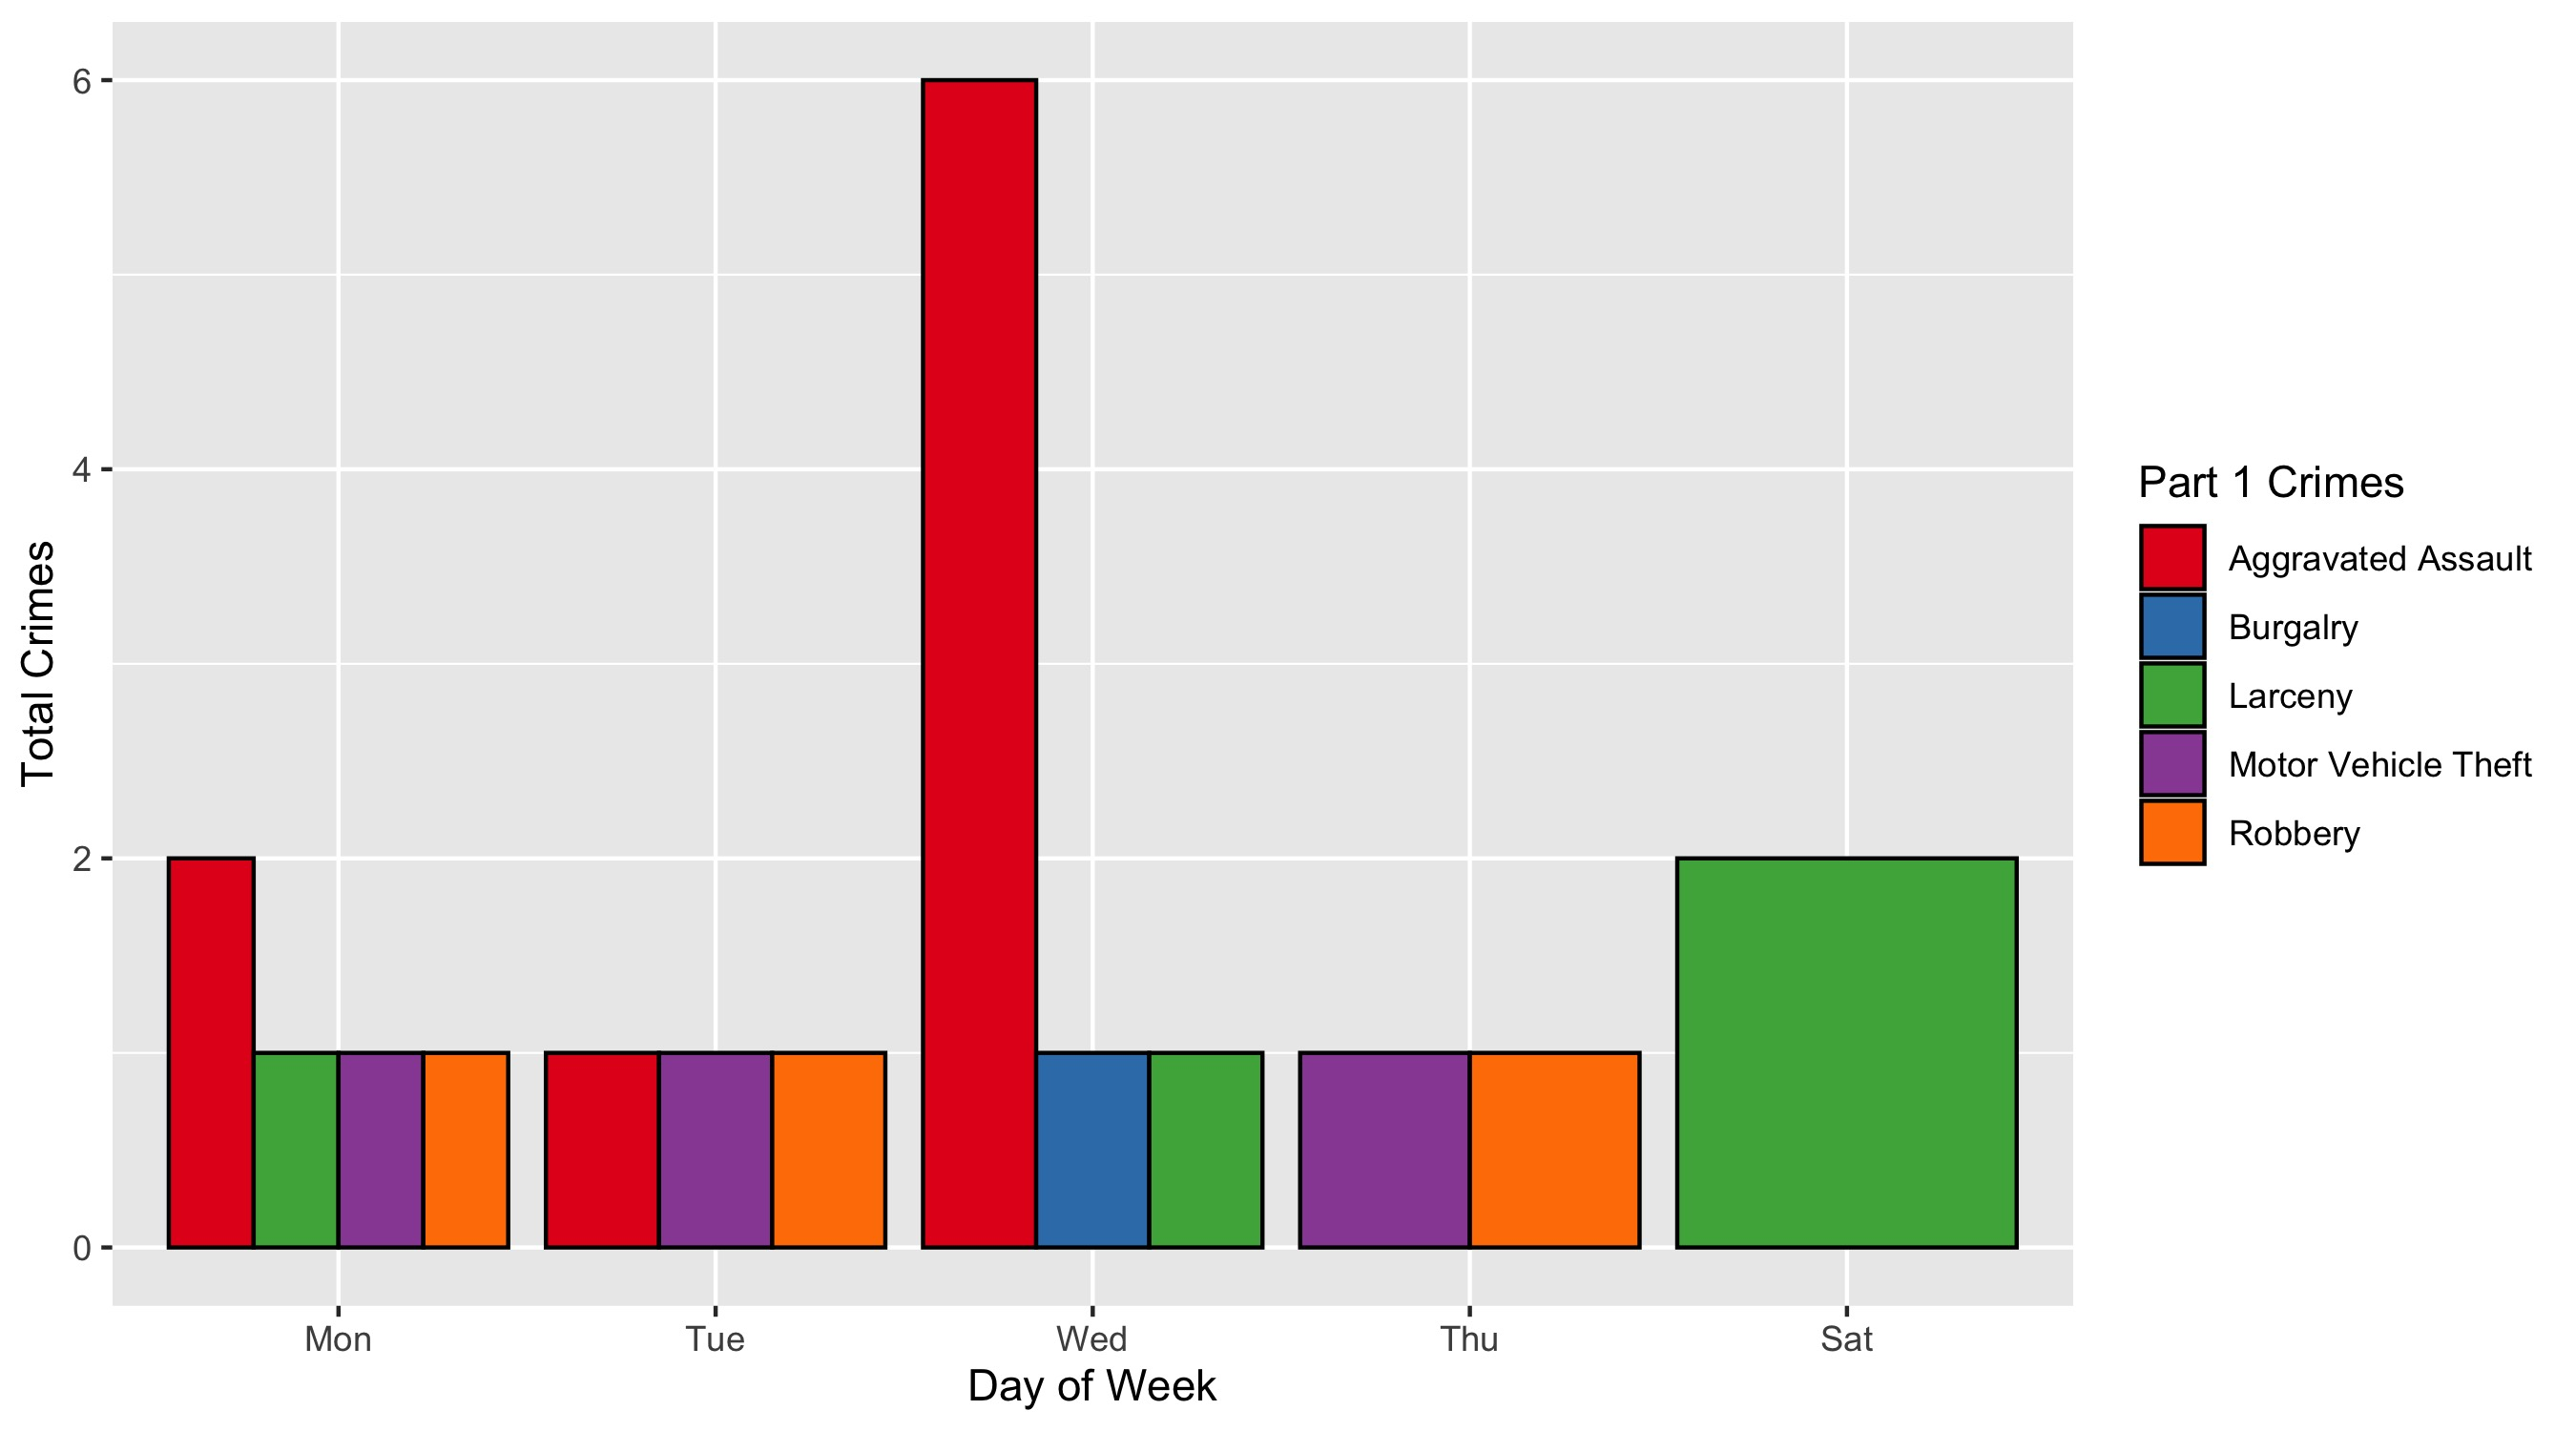 6
4
2
0
Total Crimes
Mon Tue Wed Thu Sat
Day of Week
Part 1 Crimes
Aggravated Assault
Burgalry
Larceny
Motor Vehicle Theft
Robbery